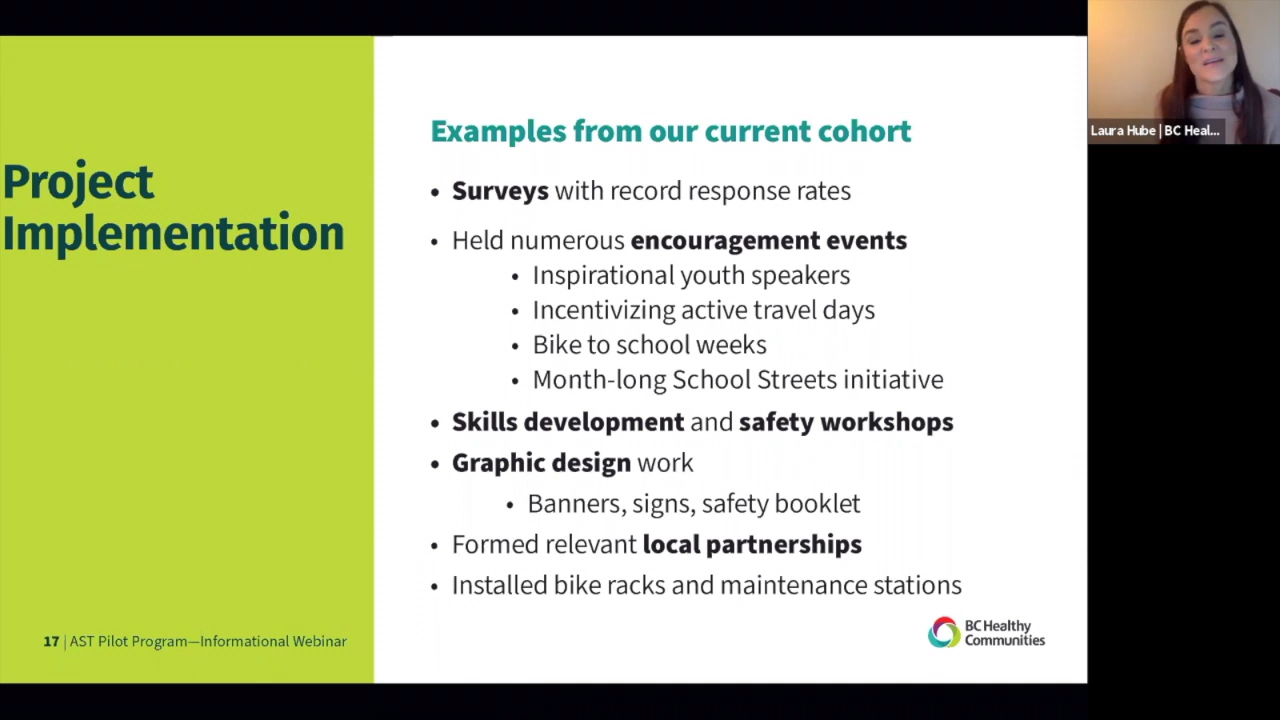 Project
Implementation
Examples from our current cohort
• Surveys with record response rates
• Held numerous encouragement events
• Inspirational youth speakers
• Incentivizing active travel days
• Bike to school weeks
• Month-long School Streets initiative
• Skills development and safety workshops
• Graphic design work
• Banners, signs, safety booklet
• Formed relevant local partnerships
• Installed bike racks and maintenance stations
17 | AST Pilot Program—Informational Webinar
BC Healthy
Communities
Laura Hube | BC Heal...